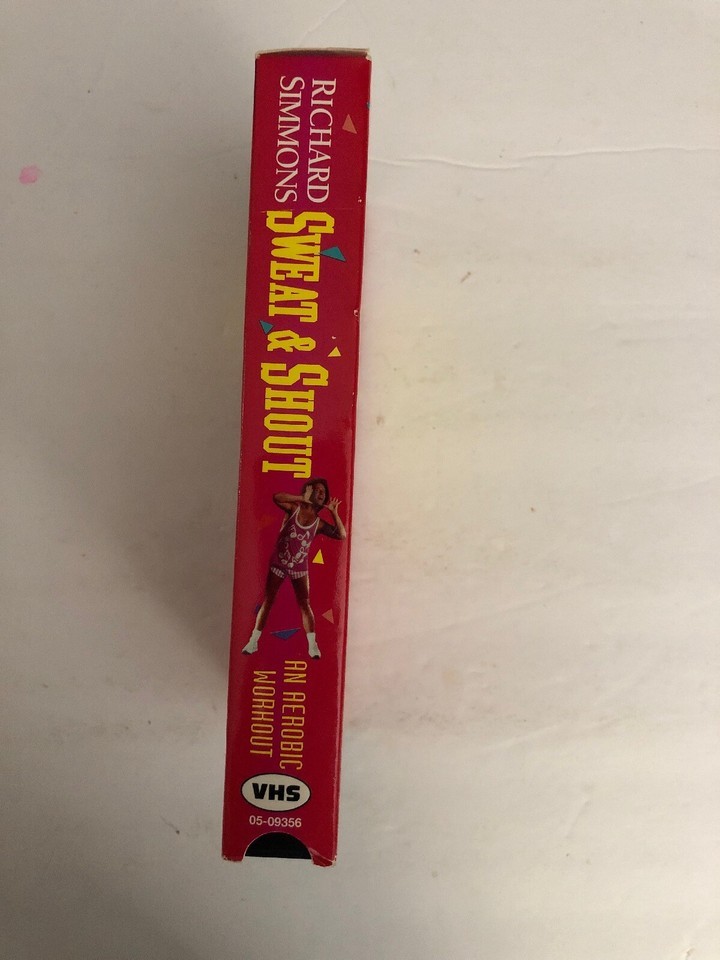 RICHARD
SIMMONS
SWEAT & SHOUT
AN AEROBIC
WORKOUT
VHS
05-09356